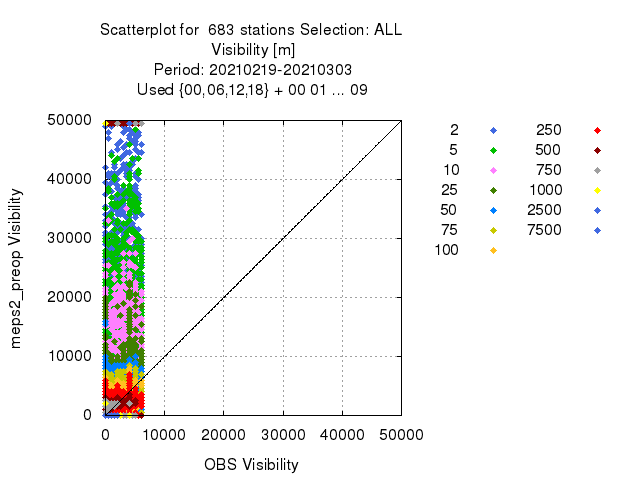 Scatterplot for 683 stations Selection: ALL
Visibility [m]
Period: 20210219-20210303
Used {00,06,12,18} + 00 01 ... 09
50000
40000
30000
20000
10000
0
meps2_preop Visibility
0 10000 20000 30000 40000 50000
OBS Visibility
2 250
5 500
10 750
25 1000
50 2500
75 7500
100